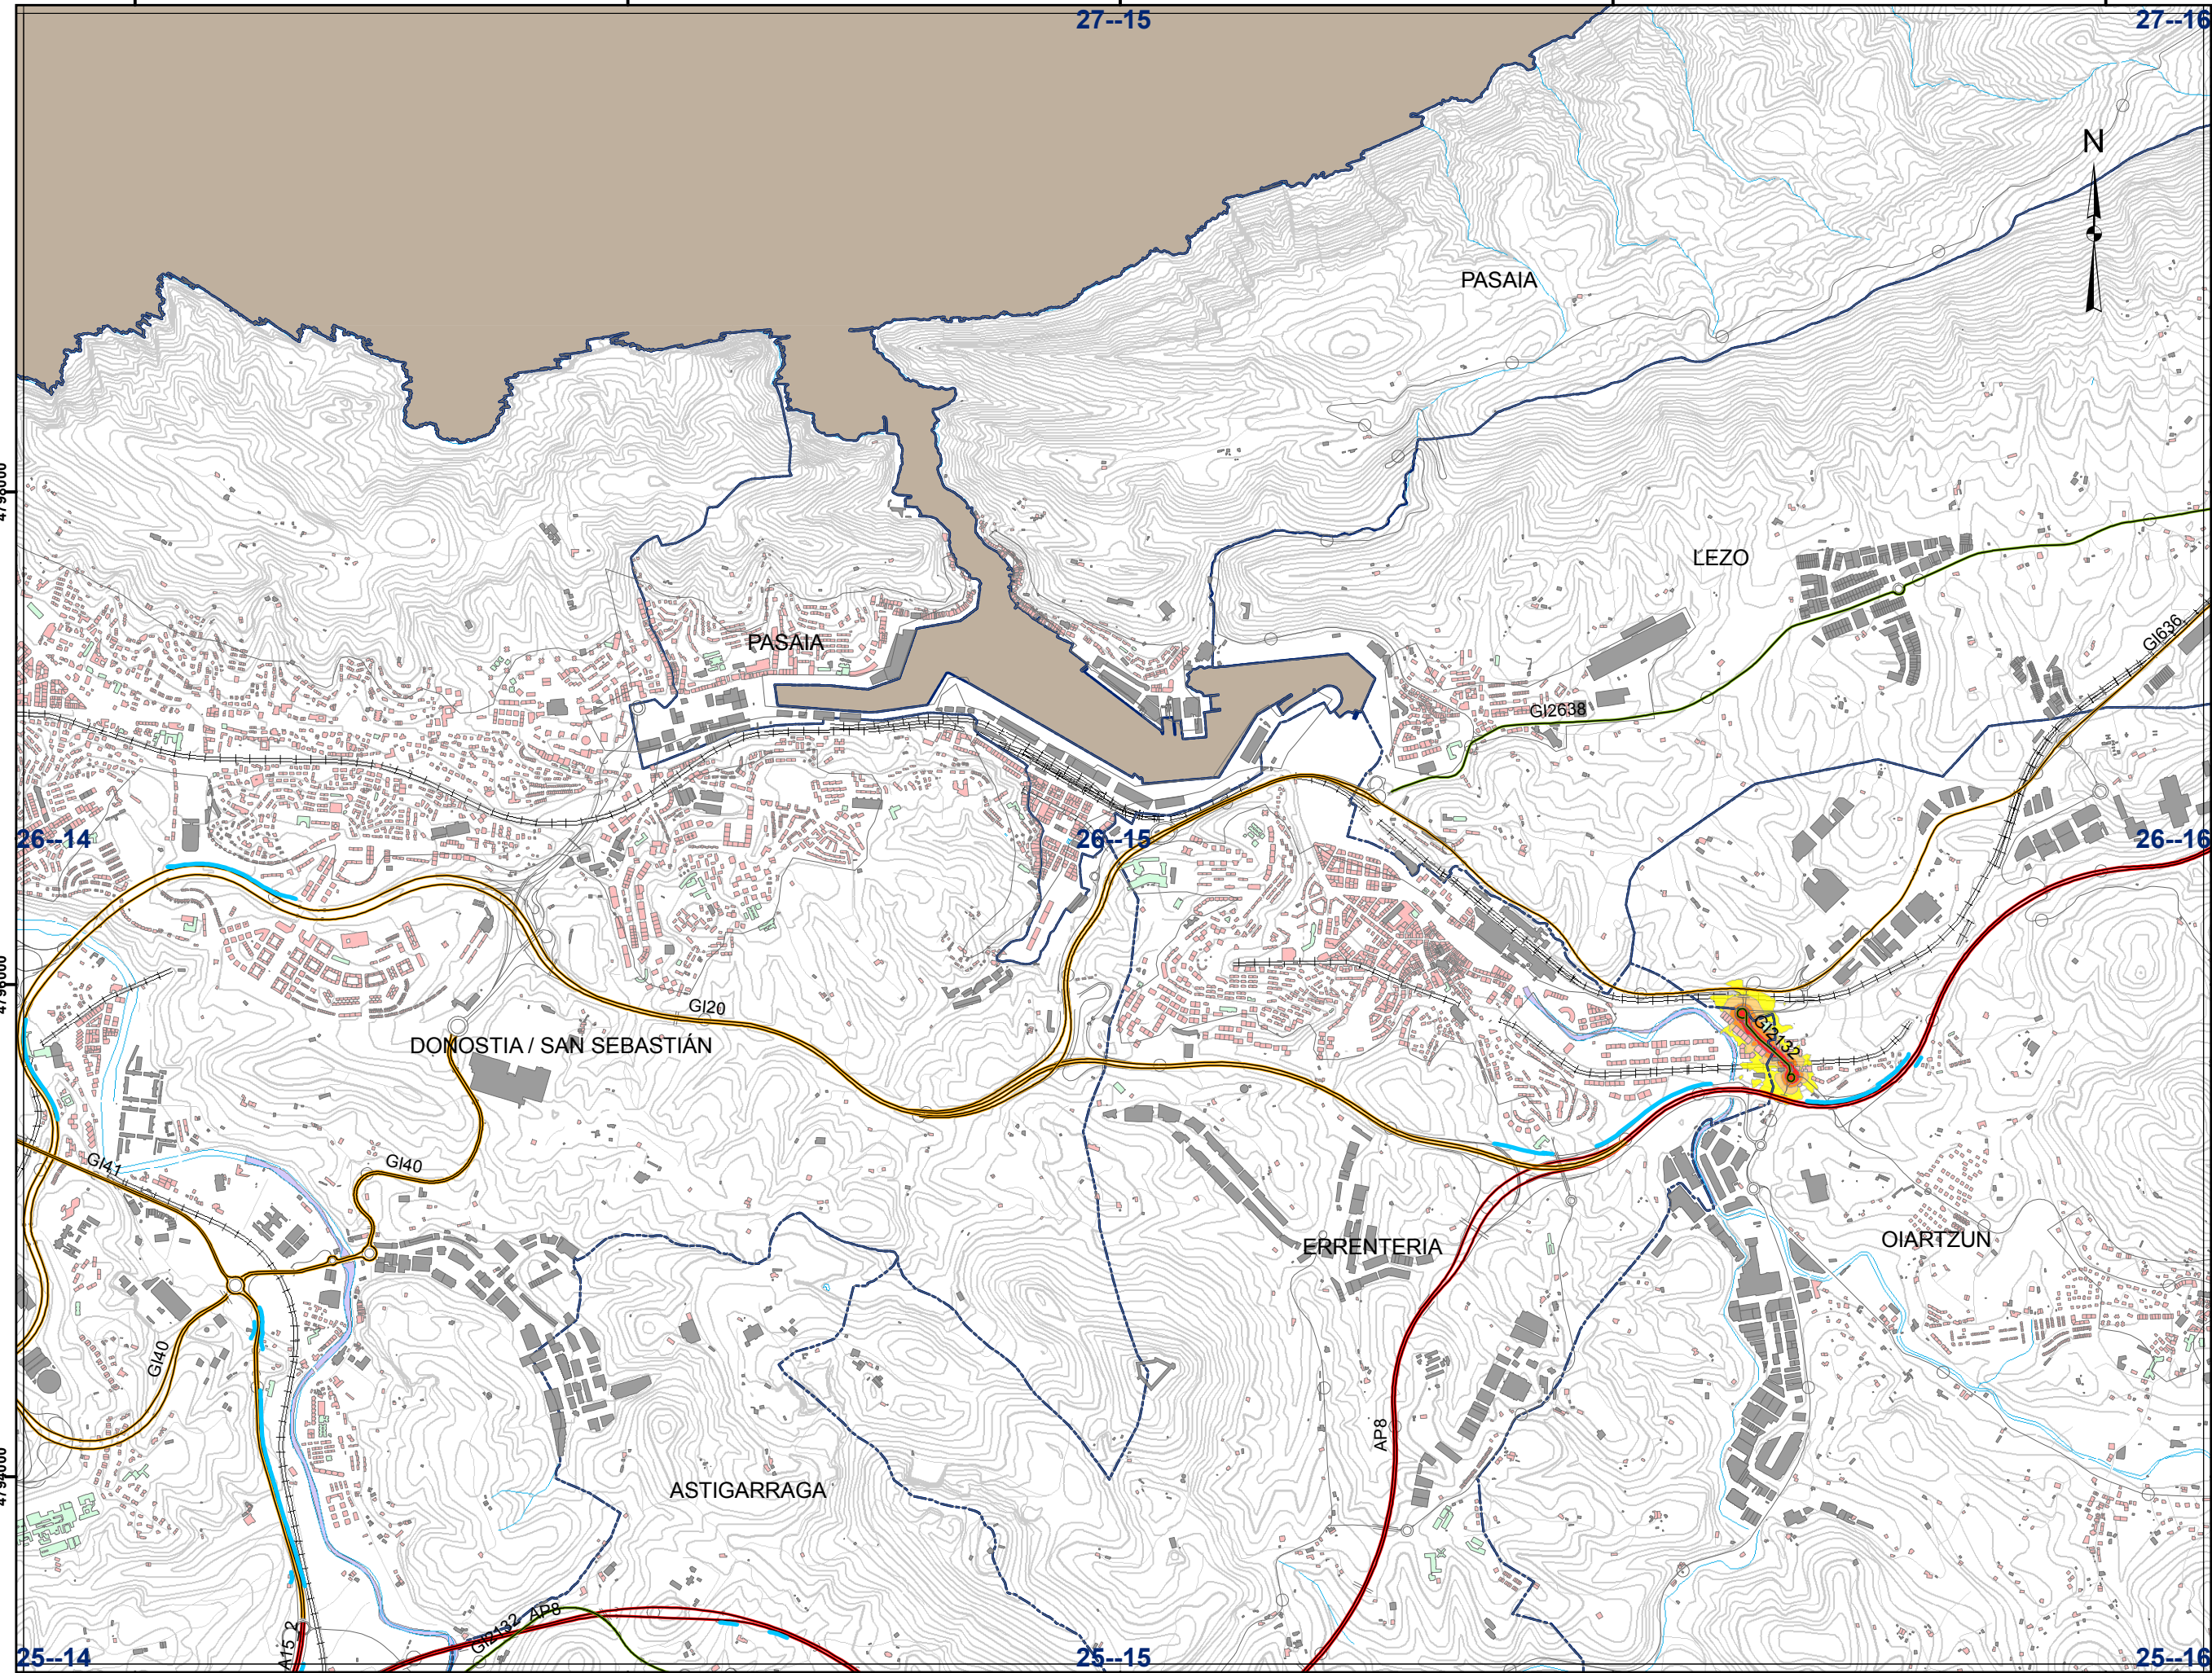 27--15
27--16
N
PASAIA
LEZO
GI636
PASAIA
GI2638
26--14
26--15
26--16
GI20
GI2132
DONOSTIA / SAN SEBASTIÁN
GI41
GI40
OIARTZUN
ERRENTERIA
GI40
AP8
ASTIGARRAGA
GI2132
AP8
A15_2
25--14
25--15
25--16